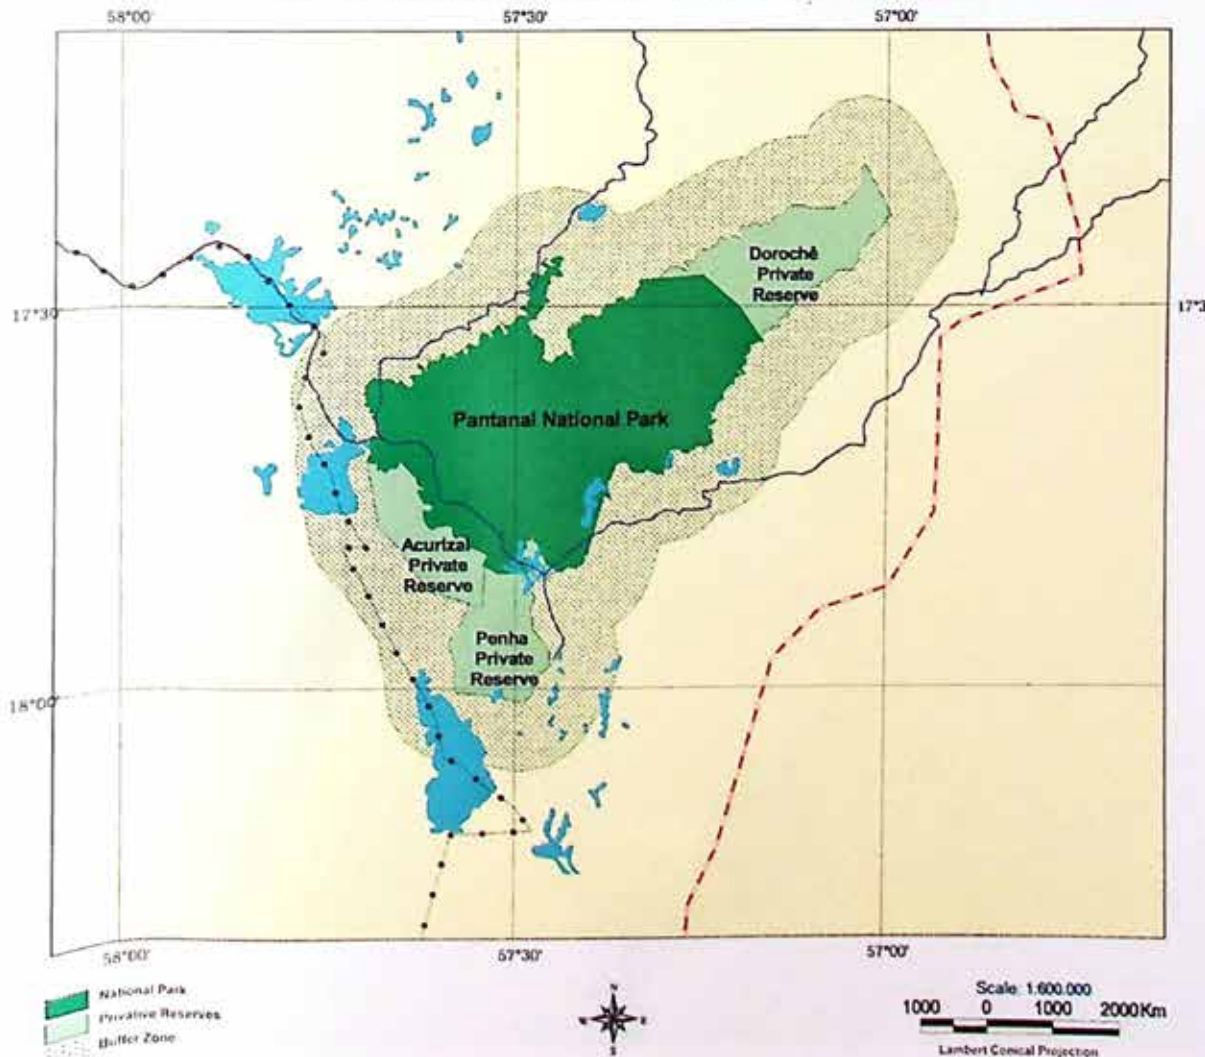 58°00'
57°30'
57°00'
Dorochê
Private
Reserve
17°30'
17°3
Pantanal National Park
Acurizal
Private
Reserve
Penha
Private
Reserve
18°00'
58°00'
57°30'
57°00'
National Park
Privative Reserves
Buffer Zone
N
W
E
S
Scale: 1:600.000
1000 0 1000 2000Km
Lambert Conical Projection